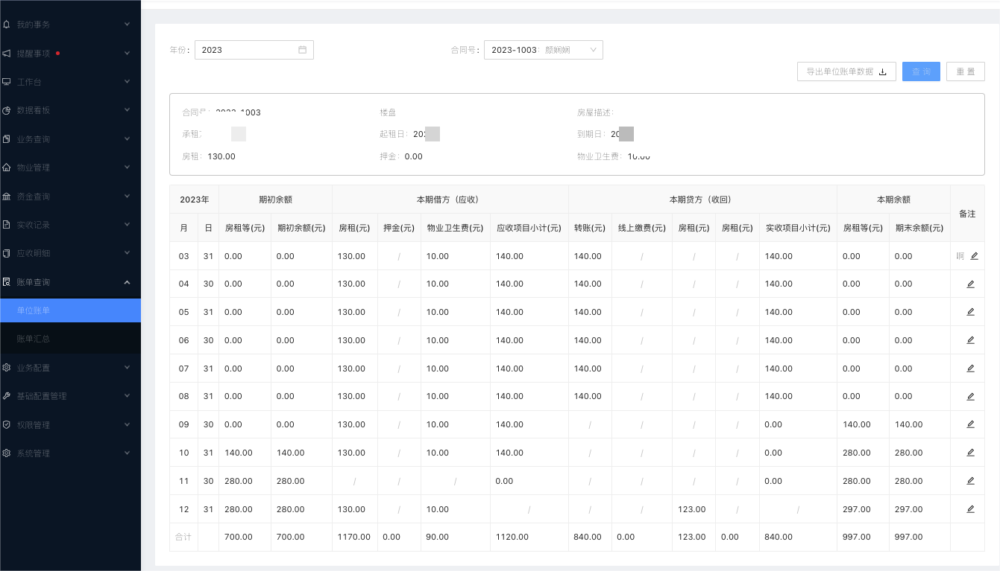 我的事务
提醒事项
工作台
数据看板
业务查询
物业管理
资金查询
实收记录
应收明细
账单查询
单位账单
账单汇总
业务配置
基础配置管理
权限管理
系统管理
年份： 2023 合同号： 2023-1003： 颜娴娴
导出单位账单数据 查 询 重 置
合同号： 2023-1003 楼盘 房屋描述：
承租 起租日： 202 到期日： 20
房租： 130.00 押金： 0.00 物业卫生费： 10.00
2023年 期初余额 本期借方（应收） 本期贷方（收回） 本期余额 备注
月 日 房租等(元) 期初余额(元) 房租(元) 押金(元) 物业卫生费(元) 应收项目小计(元) 转账(元) 线上缴费(元) 房租(元) 房租(元) 实收项目小计(元) 房租等(元) 期末余额(元)
03 31 0.00 0.00 130.00 / 10.00 140.00 140.00 / / / 140.00 0.00 0.00 啊
04 30 0.00 0.00 130.00 / 10.00 140.00 140.00 / / / 140.00 0.00 0.00
05 31 0.00 0.00 130.00 / 10.00 140.00 140.00 / / / 140.00 0.00 0.00
06 30 0.00 0.00 130.00 / 10.00 140.00 140.00 / / / 140.00 0.00 0.00
07 31 0.00 0.00 130.00 / 10.00 140.00 140.00 / / / 140.00 0.00 0.00
08 31 0.00 0.00 130.00 / 10.00 140.00 140.00 / / / 140.00 0.00 0.00
09 30 0.00 0.00 130.00 / 10.00 140.00 / / / / 0.00 140.00 140.00
10 31 140.00 140.00 130.00 / 10.00 140.00 / / / / 0.00 280.00 280.00
11 30 280.00 280.00 / / / 0.00 / / / / 0.00 280.00 280.00
12 31 280.00 280.00 130.00 / 10.00 / / / 123.00 / / 297.00 297.00
合计 700.00 700.00 1170.00 0.00 90.00 1120.00 840.00 0.00 123.00 0.00 840.00 997.00 997.00